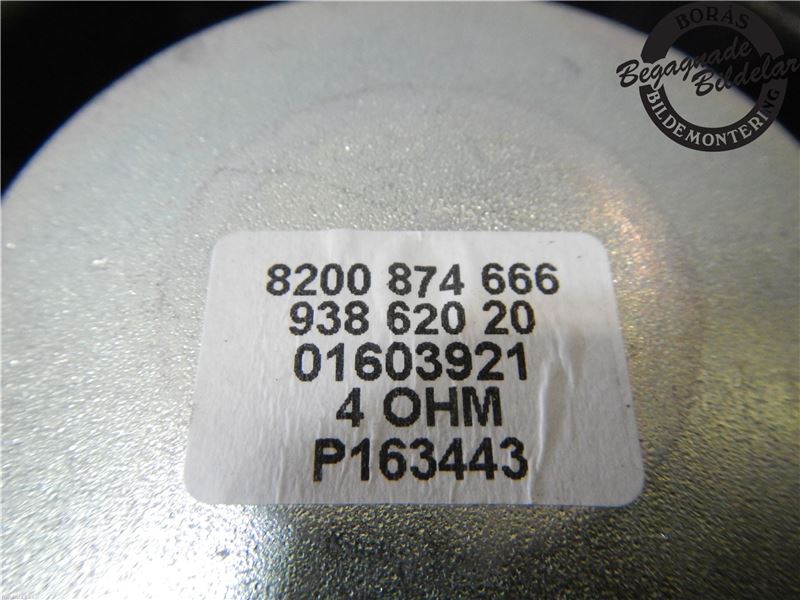 BORÅS
Begagnade
Bildelar
BILDEMONTERING
8200 874 666
938 620 20
01603921
4 OHM
P163443